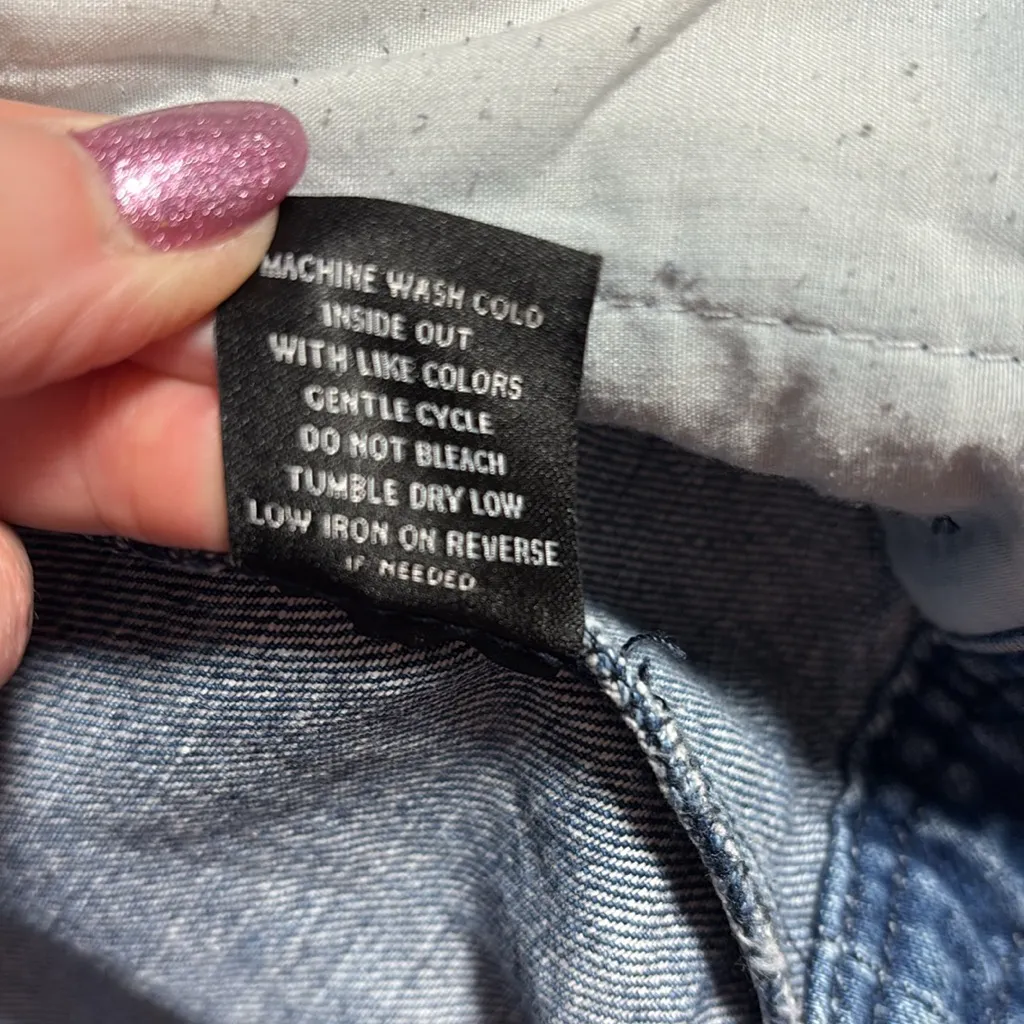 MACHINE WASH COLD
INSIDE OUT
WITH LIKE COLORS
GENTLE CYCLE
DO NOT BLEACH
TUMBLE DRY LOW
LOW IRON ON REVERSE
IF NEEDED